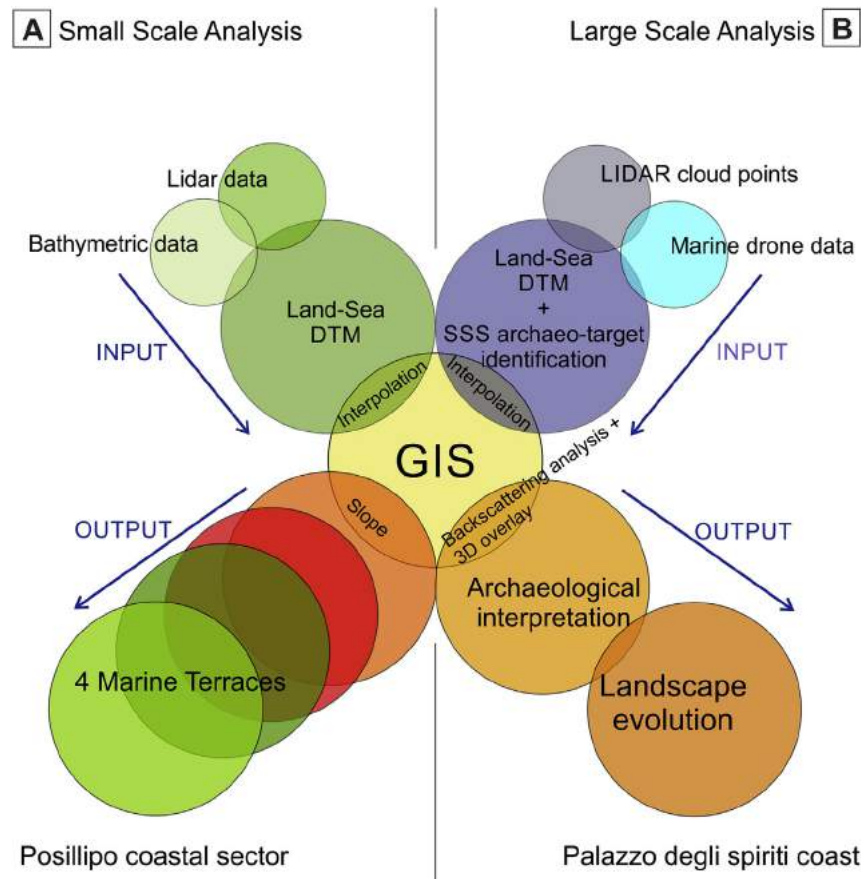 A Small Scale Analysis
Large Scale Analysis B
Lidar data
Bathymetric data
LIDAR cloud points
Marine drone data
Land-Sea
DTM
Land-Sea
DTM
+
SSS archaeo-target
identification
INPUT
INPUT
Interpolation
Interpolation
GIS
Slope
Backscattering analysis +
3D overlay
OUTPUT
OUTPUT
Archaeological
interpretation
4 Marine Terraces
Landscape
evolution
Posillipo coastal sector
Palazzo degli spiriti coast